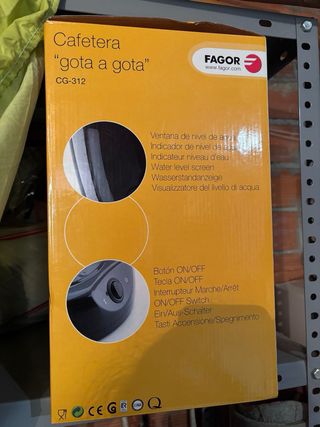 Cafetera
"gota a gota"
CG-312
FAGOR
www.fagor.com
Ventana de nivel de agua
Indicador de nivel de água
Indicateur niveau d'eau
Water level screen
Wasserstandanzeige
Visualizzatore del livello di acqua
Botón ON/OFF
Tecla ON/OFF
Interrupteur Marche/Arrêt
ON/OFF Switch
Ein/Aus-Schalter
Tasti Accensione/Spegnimento